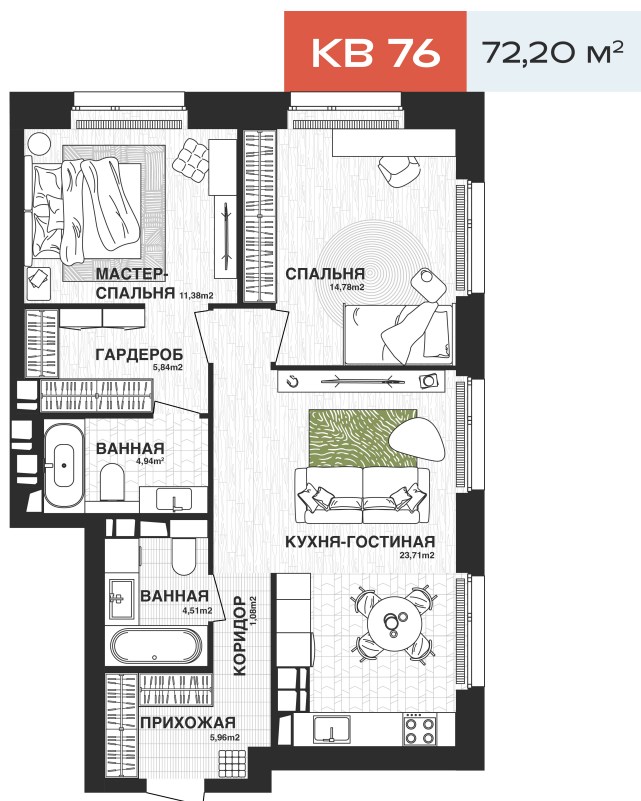 КВ 76
72,20 м²
МАСТЕР-
СПАЛЬНЯ 11,38m2
СПАЛЬНЯ
14,78m2
ГАРДЕРОБ
5,84m2
ВАННАЯ
4,94m²
КУХНЯ-ГОСТИНАЯ
23,71m2
ВАННАЯ
4,51m2
КОРИДОР
1,08m2
ПРИХОЖАЯ
5,96m2